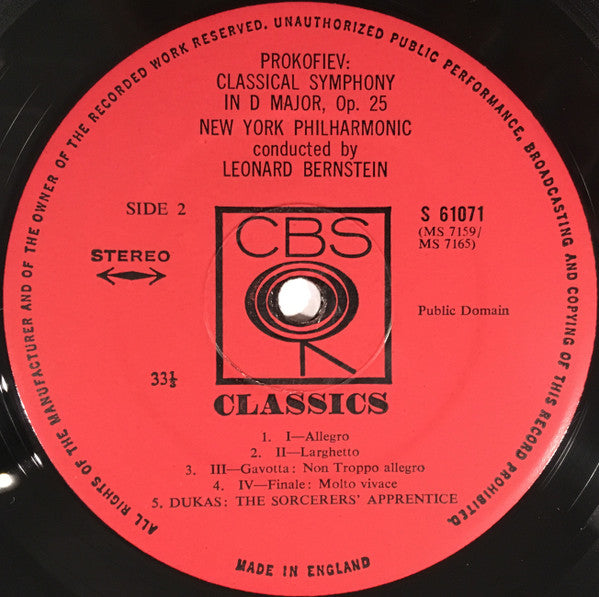 ALL RIGHTS OF THE MANUFACTURER AND OF THE OWNER OF THE RECORDED WORK RESERVED. UNAUTHORIZED PUBLIC PERFORMANCE, BROADCASTING AND COPYING OF THIS RECORD PROHIBITED.
PROKOFIEV:
CLASSICAL SYMPHONY
IN D MAJOR, Op. 25
NEW YORK PHILHARMONIC
conducted by
LEONARD BERNSTEIN
SIDE 2
S 61071
(MS 7159/
MS 7165)
STEREO
CBS
Public Domain
33⅓
CLASSICS
1. I—Allegro
2. II—Larghetto
3. III—Gavotta: Non Troppo allegro
4. IV—Finale: Molto vivace
5. DUKAS: THE SORCERERS' APPRENTICE
MADE IN ENGLAND